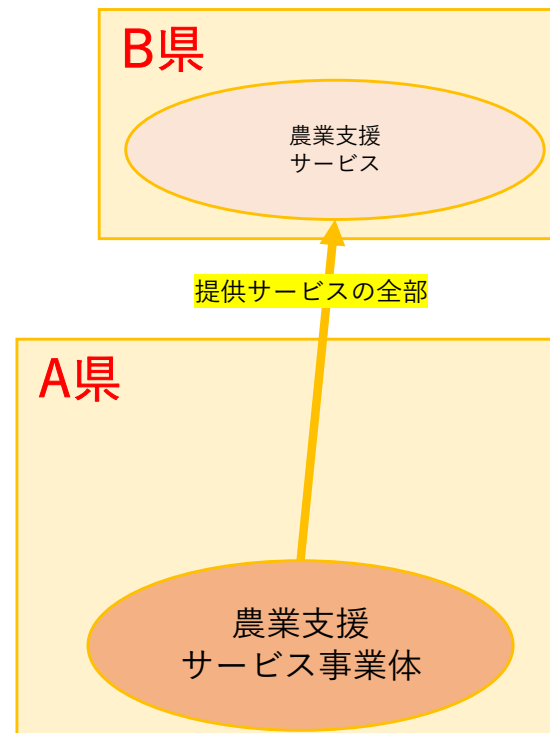 B県
農業支援
サービス
提供サービスの全部
A県
農業支援
サービス事業体